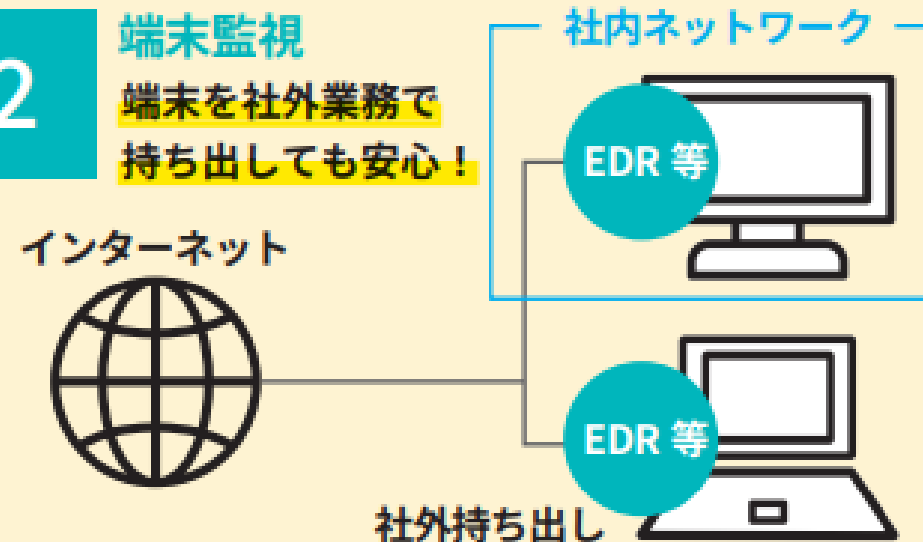 2
端末監視
端末を社外業務で
持ち出しても安心！
社内ネットワーク
EDR 等
インターネット
EDR 等
社外持ち出し